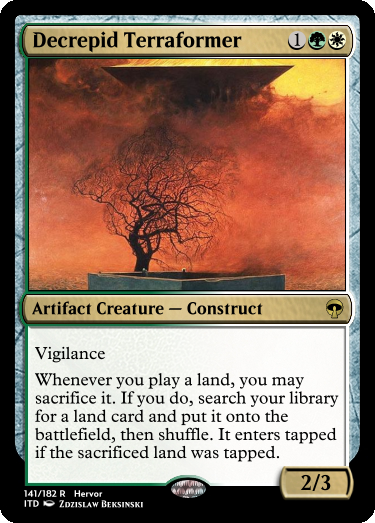 Decrepid Terraformer 1
Artifact Creature — Construct
Vigilance
Whenever you play a land, you may
sacrifice it. If you do, search your library
for a land card and put it onto the
battlefield, then shuffle. It enters tapped
if the sacrificed land was tapped.
2/3
141/182 R Hervor
ITD Zdzislaw Beksinski